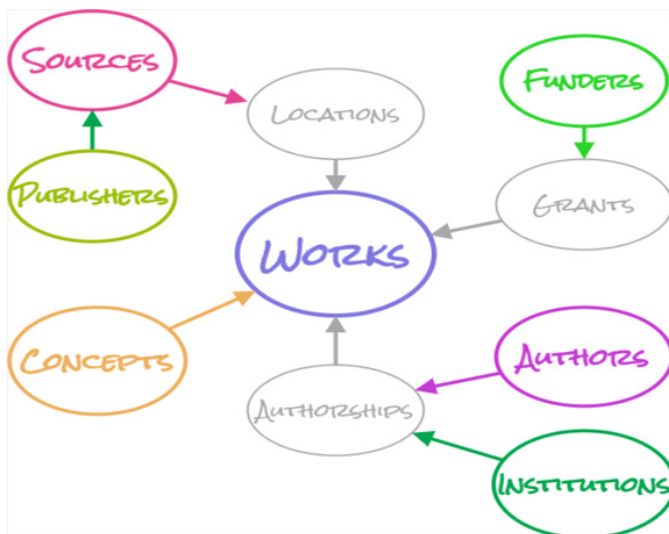 SOURCES
FUNDERS
LOCATIONS
PUBLISHERS
GRANTS
WORKS
CONCEPTS
AUTHORS
AUTHORSHIPS
INSTITUTIONS